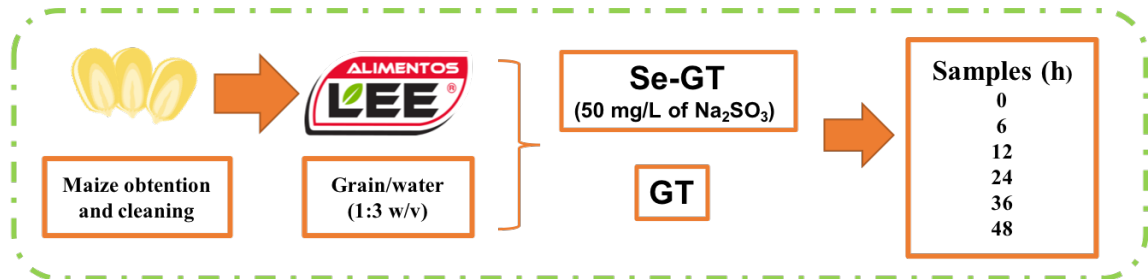 ALIMENTOS
LEE®
Maize obtention
and cleaning
Grain/water
(1:3 w/v)
Se-GT
(50 mg/L of Na₂SO₃)
GT
Samples (h)
0
6
12
24
36
48